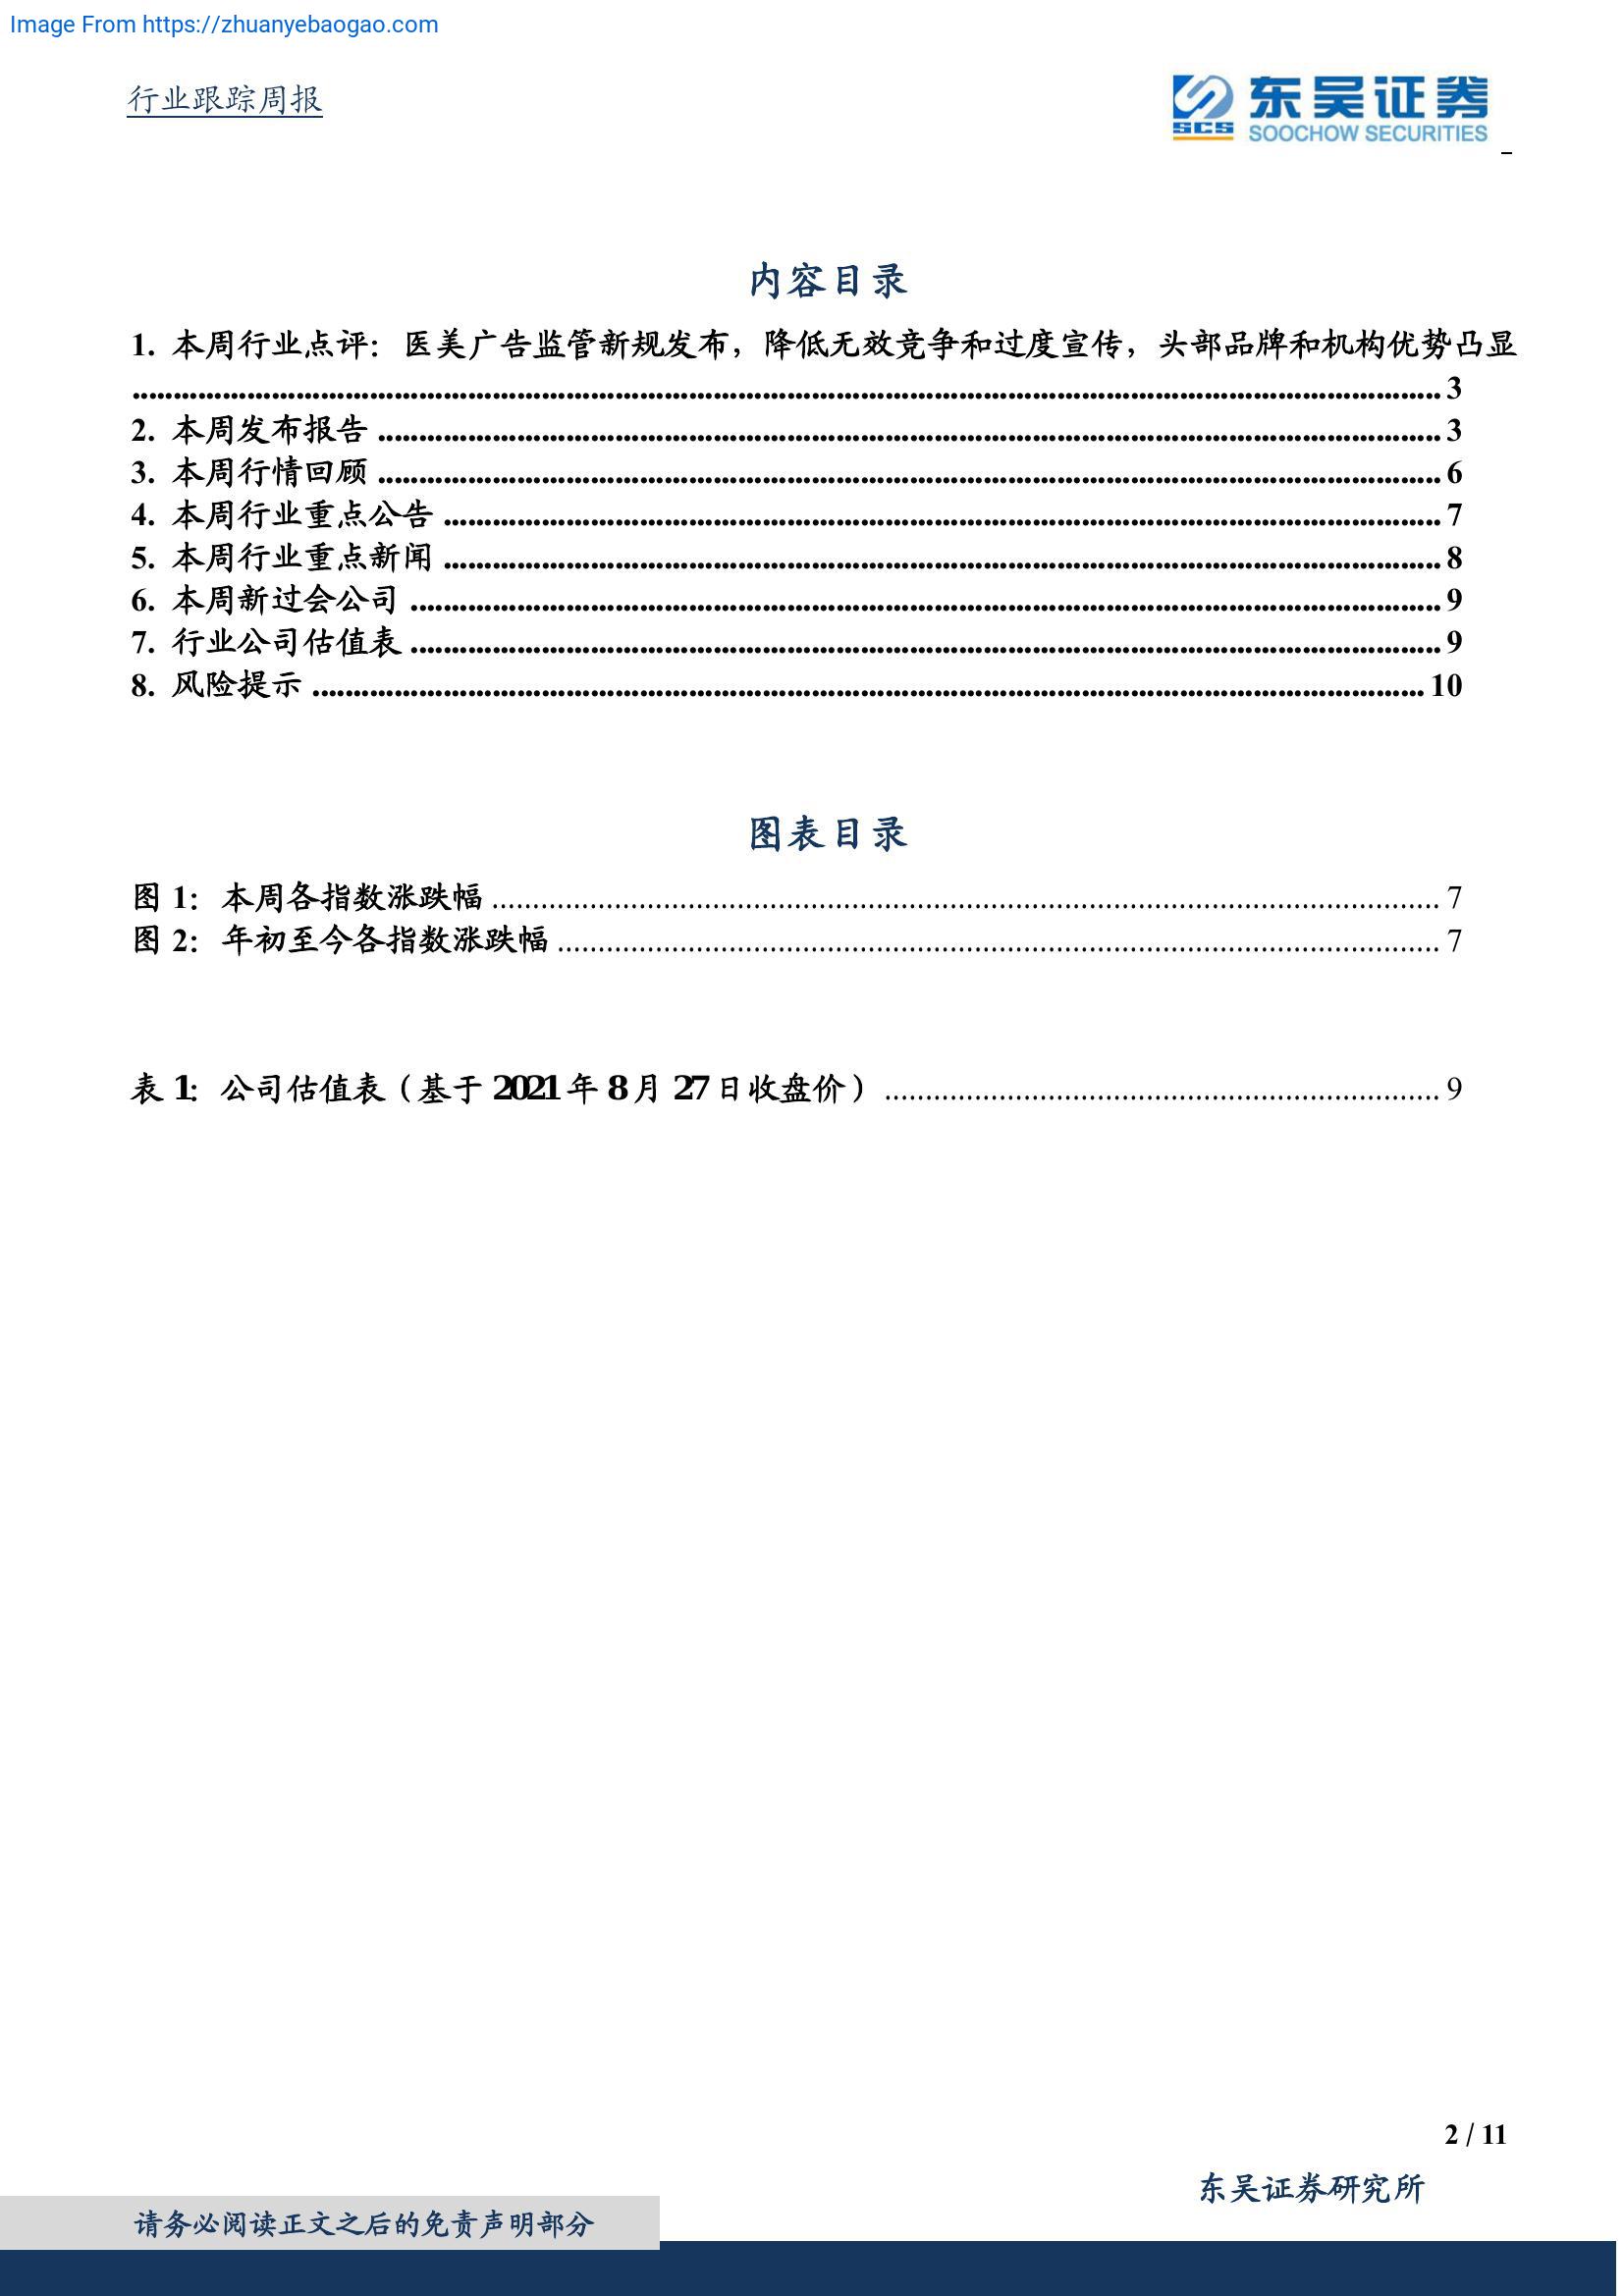 Image From https://zhuanyebaogao.com
行业跟踪周报
东吴证券
SCS
SOOCHOW SECURITIES
内容目录
1. 本周行业点评：医美广告监管新规发布，降低无效竞争和过度宣传，头部品牌和机构优势凸显
........................................ 3
2. 本周发布报告 ........................................ 3
3. 本周行情回顾 ........................................ 6
4. 本周行业重点公告 ........................................ 7
5. 本周行业重点新闻 ........................................ 8
6. 本周新过会公司 ........................................ 9
7. 行业公司估值表 ........................................ 9
8. 风险提示 ........................................ 10
图表目录
图 1：本周各指数涨跌幅 ........................................ 7
图 2：年初至今各指数涨跌幅 ........................................ 7
表 1：公司估值表（基于 2021 年 8 月 27 日收盘价） ........................................ 9
2 / 11
东吴证券研究所
请务必阅读正文之后的免责声明部分